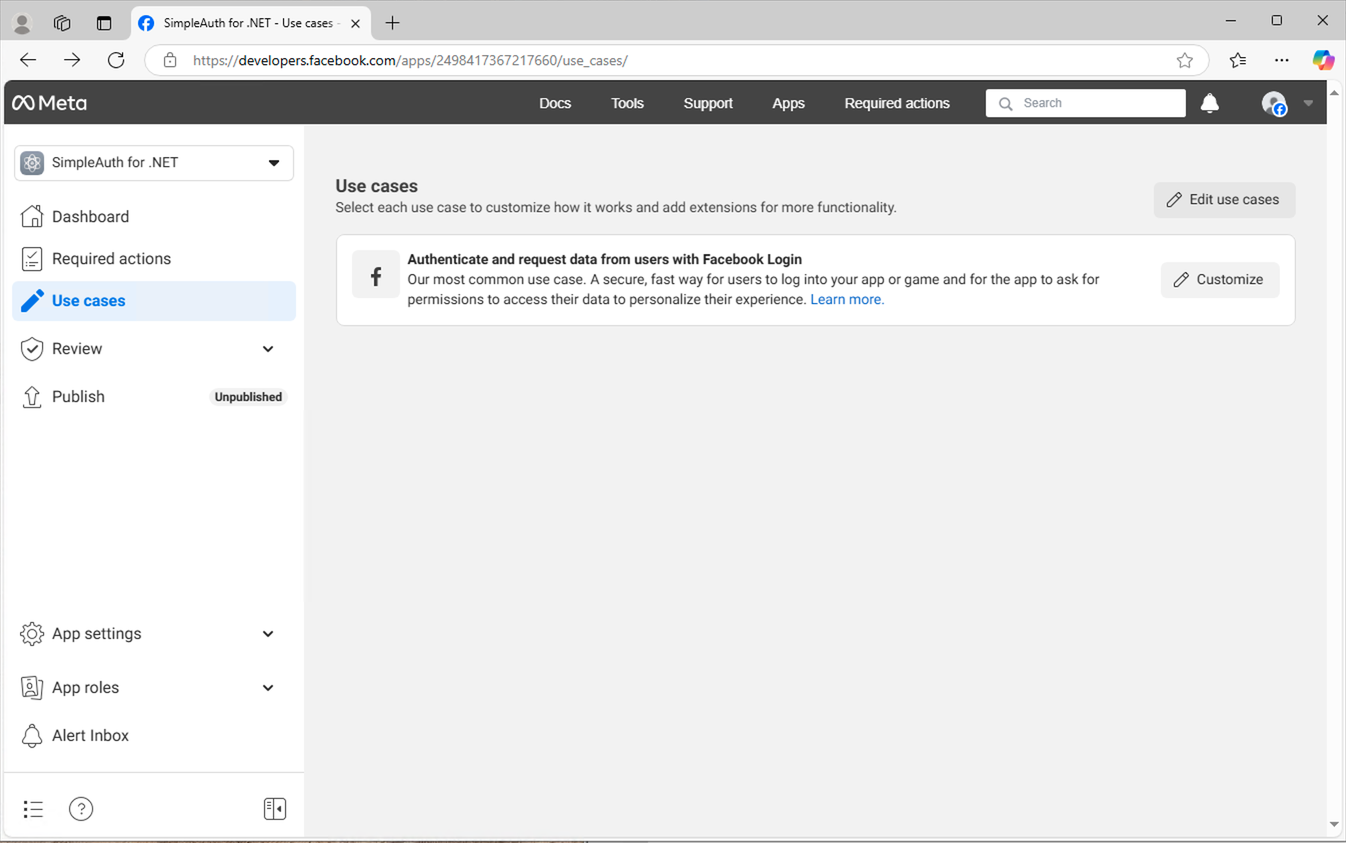 SimpleAuth for .NET - Use cases -
https://developers.facebook.com/apps/2498417367217660/use_cases/
Meta
Docs
Tools
Support
Apps
Required actions
Search
SimpleAuth for .NET
Dashboard
Required actions
Use cases
Review
Publish
Unpublished
App settings
App roles
Alert Inbox
Use cases
Select each use case to customize how it works and add extensions for more functionality.
Edit use cases
Authenticate and request data from users with Facebook Login
Our most common use case. A secure, fast way for users to log into your app or game and for the app to ask for
permissions to access their data to personalize their experience. Learn more.
Customize